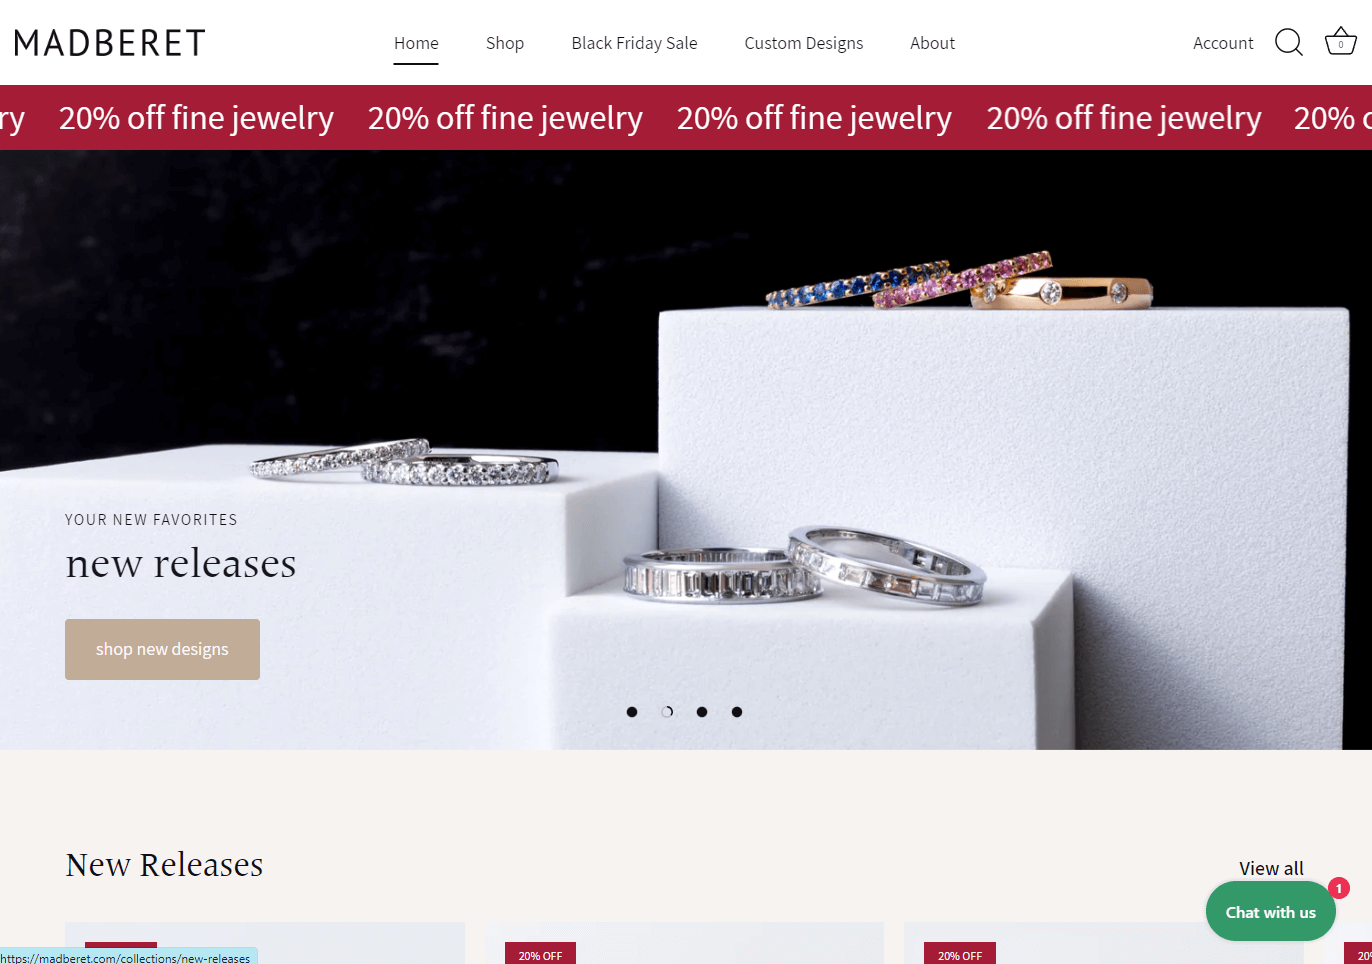 MADBERET
Home
Shop
Black Friday Sale
Custom Designs
About
Account
0
ry 20% off fine jewelry 20% off fine jewelry 20% off fine jewelry 20% off fine jewelry 20%
YOUR NEW FAVORITES
new releases
shop new designs
New Releases
View all
1
Chat with us
20% OFF
20% OFF
20
https://madberet.com/collections/new-releases